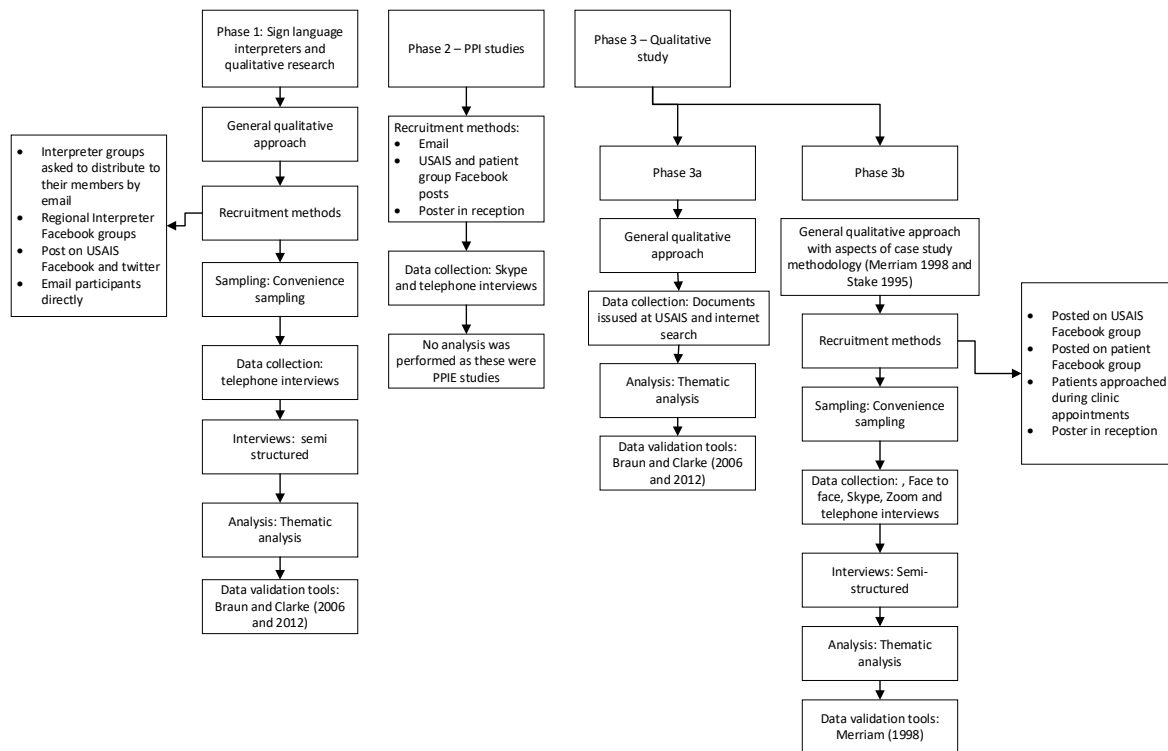 Phase 1: Sign language
interpreters and
qualitative research
General qualitative
approach
Recruitment methods
• Interpreter groups
asked to distribute to
their members by
email
• Regional Interpreter
Facebook groups
• Post on USAIS
Facebook and twitter
• Email participants
directly
Sampling: Convenience
sampling
Data collection:
telephone interviews
Interviews: semi
structured
Analysis: Thematic
analysis
Data validation tools:
Braun and Clarke (2006
and 2012)
Phase 2 – PPI studies
Recruitment methods:
• Email
• USAIS and patient
group Facebook
posts
• Poster in reception
Data collection: Skype
and telephone interviews
No analysis was
performed as these were
PPIE studies
Phase 3 – Qualitative
study
Phase 3a
General qualitative
approach
Data collection: Documents
issused at USAIS and internet
search
Analysis: Thematic
analysis
Data validation tools:
Braun and Clarke (2006
and 2012)
Phase 3b
General qualitative approach
with aspects of case study
methodology (Merriam 1998 and
Stake 1995)
Recruitment methods
• Posted on USAIS
Facebook group
• Posted on patient
Facebook group
• Patients approached
during clinic
appointments
• Poster in reception
Sampling: Convenience
sampling
Data collection: , Face to
face, Skype, Zoom and
telephone interviews
Interviews: Semi-
structured
Analysis: Thematic
analysis
Data validation tools:
Merriam (1998)